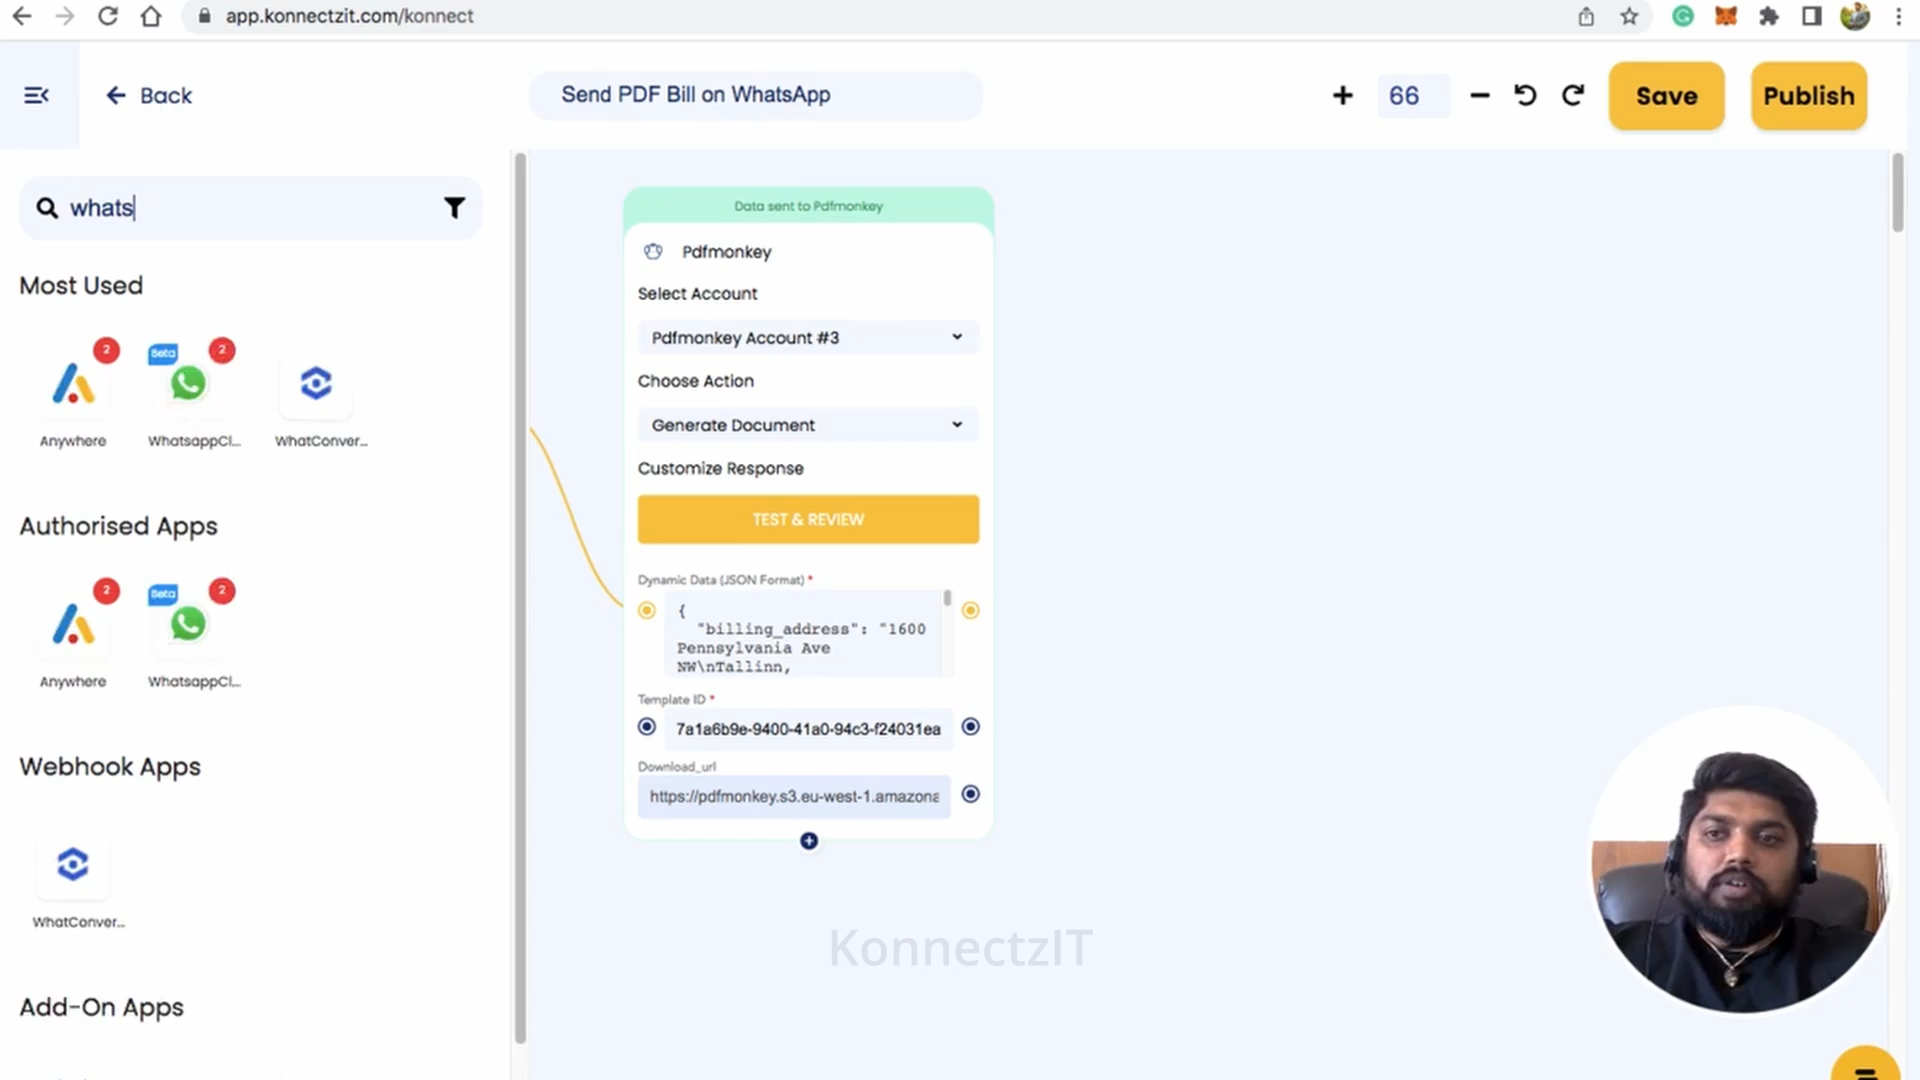 app.konnectzit.com/konnect
Back
Send PDF Bill on WhatsApp
66
Save
Publish
whats
Most Used
2
Beta
2
Anywhere
WhatsappCl...
WhatConver...
Authorised Apps
2
Beta
2
Anywhere
WhatsappCl...
Webhook Apps
WhatConver...
Add-On Apps
Data sent to Pdfmonkey
Pdfmonkey
Select Account
Pdfmonkey Account #3
Choose Action
Generate Document
Customize Response
TEST & REVIEW
Dynamic Data (JSON Format) *
{
"billing_address": "1600
Pennsylvania Ave
NW\nTallinn,
Template ID *
7a1a6b9e-9400-41a0-94c3-f24031ea
Download_url
https://pdfmonkey.s3.eu-west-1.amazona
KonnectzIT